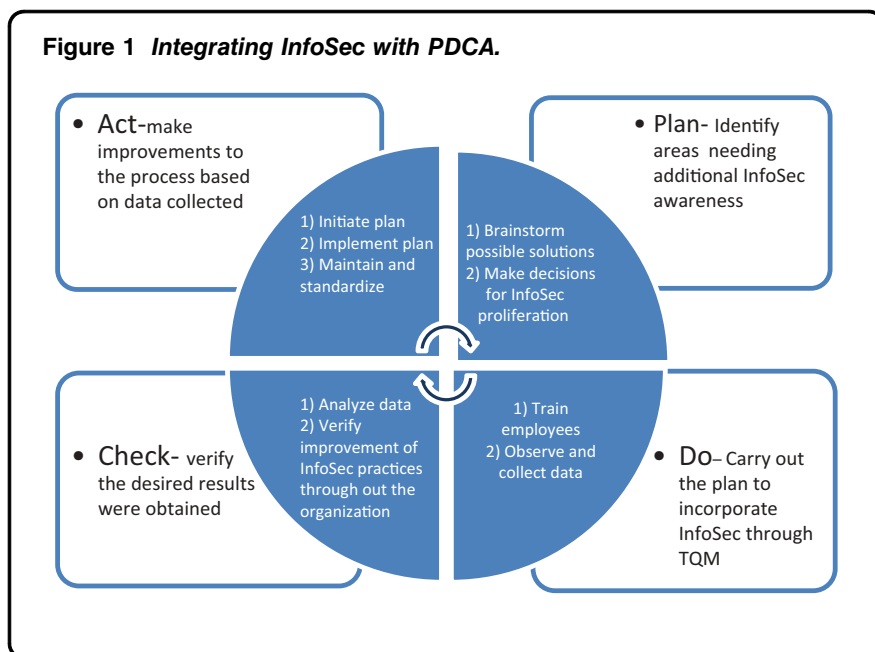 Figure 1 Integrating InfoSec with PDCA.
• Act-make
improvements to
the process based
on data collected
1) Initiate plan
2) Implement plan
3) Maintain and
standardize
1) Brainstorm
possible solutions
2) Make decisions
for InfoSec
proliferation
• Plan- Identify
areas needing
additional InfoSec
awareness
• Check- verify
the desired results
were obtained
1) Analyze data
2) Verify
improvement of
InfoSec practices
through out the
organization
1) Train
employees
2) Observe and
collect data
• Do– Carry out
the plan to
incorporate
InfoSec through
TQM